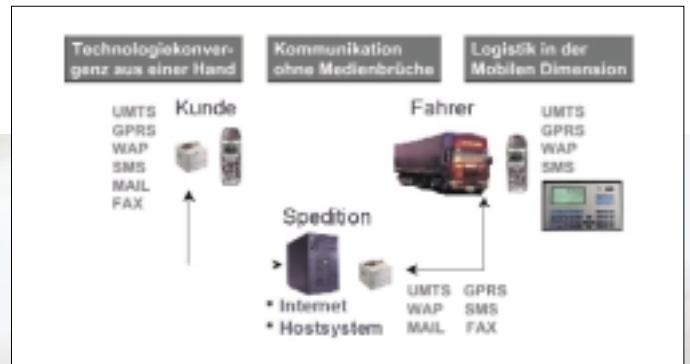 Technologiekonver-
genz aus einer Hand
Kommunikation
ohne Medienbrüche
Logistik in der
Mobilen Dimension
Kunde
UMTS
GPRS
WAP
SMS
MAIL
FAX
Fahrer
UMTS
GPRS
WAP
SMS
Spedition
* Internet
* Hostsystem
UMTS GPRS
WAP SMS
MAIL FAX